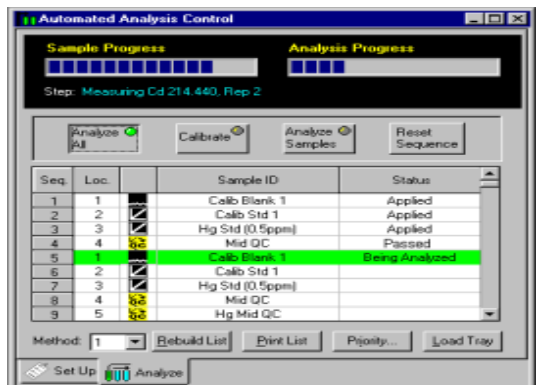 Automated Analysis Control
Sample Progress Analysis Progress
Step: Measuring Cd 214.440, Rep 2
Analyze All Calibrate Analyze Samples Reset Sequence
Seq. Loc. Sample ID Status
1 1 Calib Blank 1 Applied
2 2 Calib Std 1 Applied
3 3 Hg Std (0.5ppm) Applied
4 4 Mid QC Passed
5 1 Calib Blank 1 Being Analyzed
6 2 Calib Std 1
7 3 Hg Std (0.5ppm)
8 4 Mid QC
9 5 Hg Mid QC
Method: 1 Rebuild List Print List Priority... Load Tray
Set Up Analyze